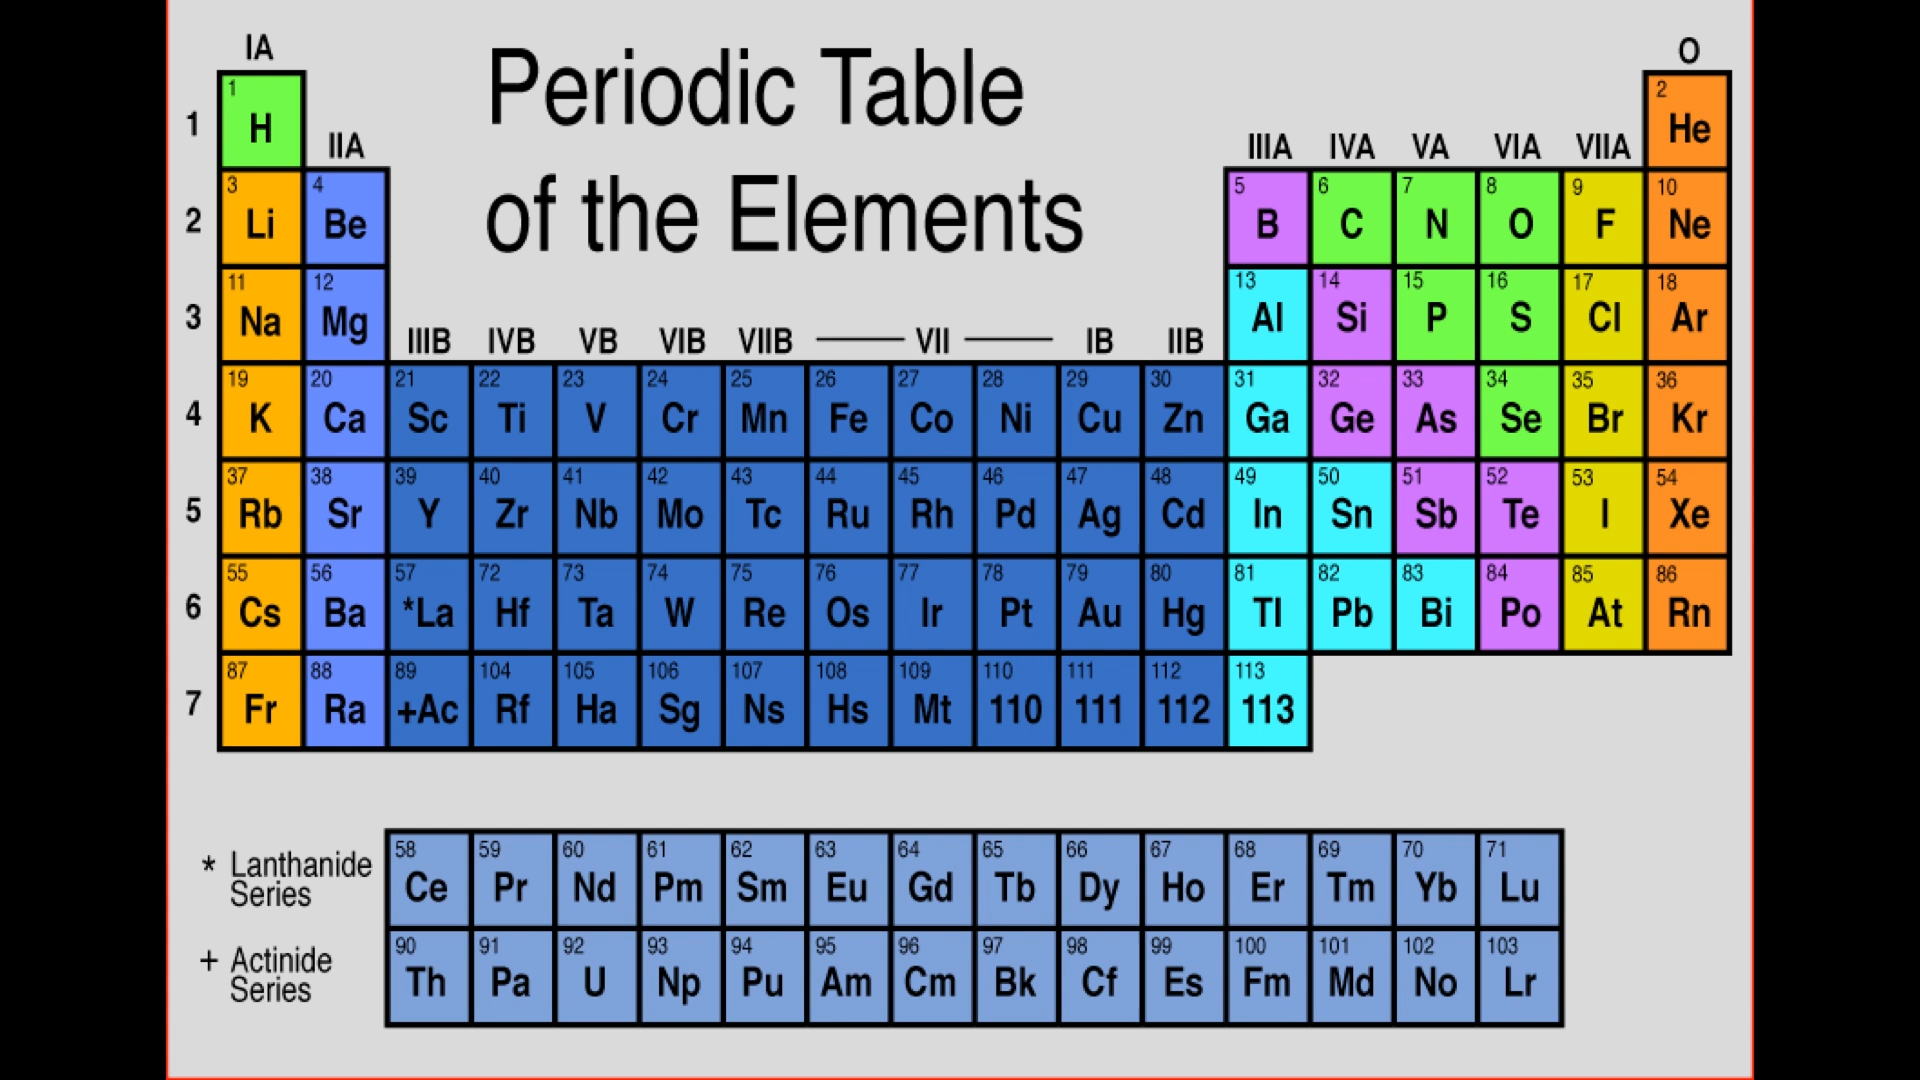 IA
O
Periodic Table
of the Elements
1
1 H
2 He
IIA
IIIA IVA VA VIA VIIA
2
3 Li
4 Be
5 B
6 C
7 N
8 O
9 F
10 Ne
3
11 Na
12 Mg
13 Al
14 Si
15 P
16 S
17 Cl
18 Ar
IIIB IVB VB VIB VIIB VII IB IIB
4
19 K
20 Ca
21 Sc
22 Ti
23 V
24 Cr
25 Mn
26 Fe
27 Co
28 Ni
29 Cu
30 Zn
31 Ga
32 Ge
33 As
34 Se
35 Br
36 Kr
5
37 Rb
38 Sr
39 Y
40 Zr
41 Nb
42 Mo
43 Tc
44 Ru
45 Rh
46 Pd
47 Ag
48 Cd
49 In
50 Sn
51 Sb
52 Te
53 I
54 Xe
6
55 Cs
56 Ba
57 *La
72 Hf
73 Ta
74 W
75 Re
76 Os
77 Ir
78 Pt
79 Au
80 Hg
81 Tl
82 Pb
83 Bi
84 Po
85 At
86 Rn
7
87 Fr
88 Ra
89 +Ac
104 Rf
105 Ha
106 Sg
107 Ns
108 Hs
109 Mt
110 110
111 111
112 112
113 113
* Lanthanide
Series
58 Ce
59 Pr
60 Nd
61 Pm
62 Sm
63 Eu
64 Gd
65 Tb
66 Dy
67 Ho
68 Er
69 Tm
70 Yb
71 Lu
+ Actinide
Series
90 Th
91 Pa
92 U
93 Np
94 Pu
95 Am
96 Cm
97 Bk
98 Cf
99 Es
100 Fm
101 Md
102 No
103 Lr